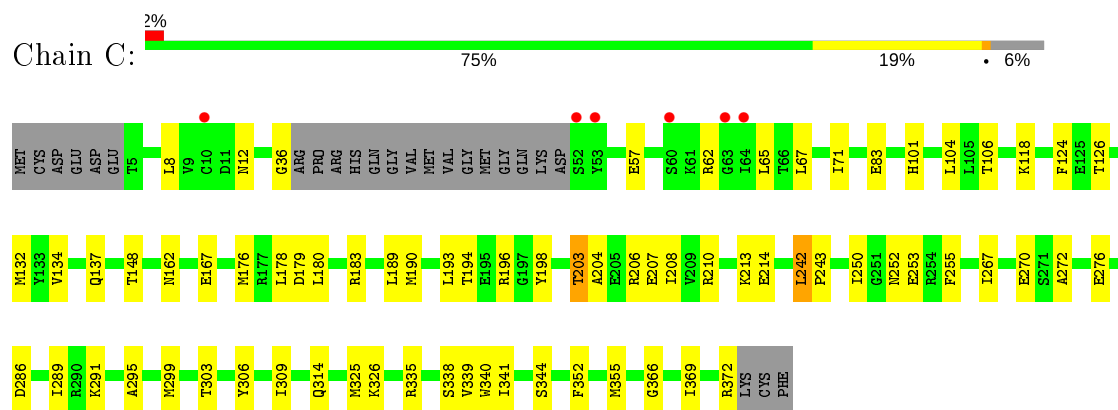 2%
Chain C:
75% 19% • 6%
MET CYS ASP GLU ASP GLU T5 L8 V9 C10 D11 N12 G36 ARG PRO ARG HIS GLN GLY VAL MET VAL GLY MET GLY GLN LYS ASP S52 Y53 E57 S60 K61 R62 G63 I64 L65 T66 L67 I71 E83 H101 L104 L105 T106 K118 F124 E125 T126
M132 Y133 V134 Q137 T148 N162 E167 M176 R177 L178 D179 L180 R183 L189 M190 L193 T194 E195 R196 G197 Y198 T203 A204 E205 R206 E207 I208 V209 R210 K213 E214 L242 P243 I250 G251 N252 E253 R254 F255 I267 E270 S271 A272 E276
D286 I289 R290 K291 A295 M299 T303 Y306 I309 Q314 M325 K326 R335 S338 V339 W340 I341 S344 F352 M355 G366 I369 R372 LYS CYS PHE